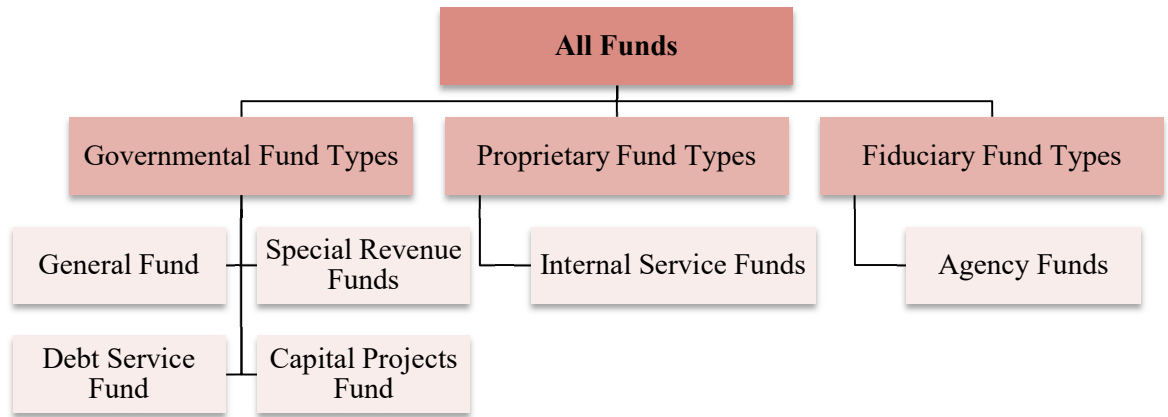 All Funds
Governmental Fund Types
Proprietary Fund Types
Fiduciary Fund Types
General Fund
Special Revenue
Funds
Internal Service Funds
Agency Funds
Debt Service
Fund
Capital Projects
Fund